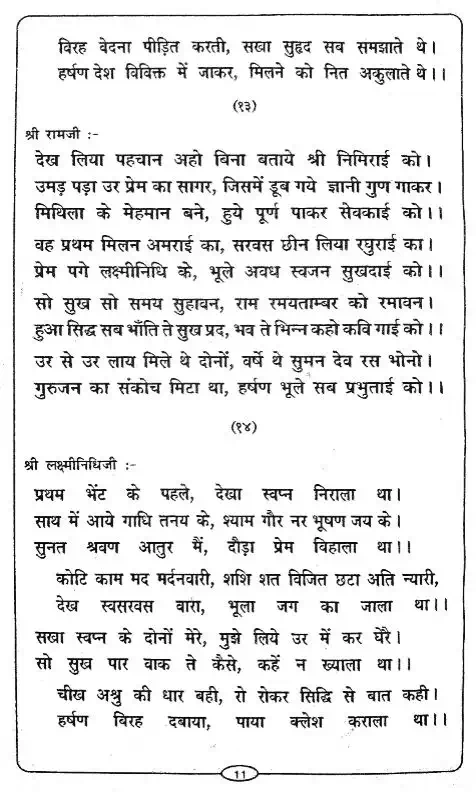 विरह वेदना पीड़ित करती, सखा सुहृद सब समझाते थे।
हर्षण देश विविक्त में जाकर, मिलने को नित अकुलाते थे।।
(१३)
श्री रामजी :-
देख लिया पहचान अहो बिना बताये श्री निमिराई को।
उमड़ पड़ा उर प्रेम का सागर, जिसमें डूब गये ज्ञानी गुण गाकर।
मिथिला के मेहमान बने, हुये पूर्ण पाकर सेवकाई को।।
वह प्रथम मिलन अमराई का, सरवस छीन लिया रघुराई का।
प्रेम पगे लक्ष्मीनिधि के, भूले अवध स्वजन सुखदाई को।।
सो सुख सो समय सुहावन, राम रमयताम्बर को रमावन।
हुआ सिद्ध सब भाँति ते सुख प्रद, भव ते भिन्न कहो कवि गाई को।।
उर से उर लाय मिले थे दोनों, वर्षे थे सुमन देव रस भोनो।
गुरुजन का संकोच मिटा था, हर्षण भूले सब प्रभुताई को।।
(१४)
श्री लक्ष्मीनिधिजी :-
प्रथम भेंट के पहले, देखा स्वप्न निराला था।
साथ में आये गाधि तनय के, श्याम गौर नर भूषण जय के।
सुनत श्रवण आतुर मैं, दौड़ा प्रेम विहाला था।।
कोटि काम मद मर्दनवारी, शशि शत विजित छटा अति न्यारी,
देख स्वसरवस वारा, भूला जग का जाला था।।
सखा स्वप्न के दोनों मेरे, मुझे लिये उर में कर घेरे।
सो सुख पार वाक ते कैसे, कहें न ख्याला था।।
चीख अश्रु की धार बही, रो रोकर सिद्धि से बात कही।
हर्षण विरह दबाया, पाया क्लेश कराला था।।
11